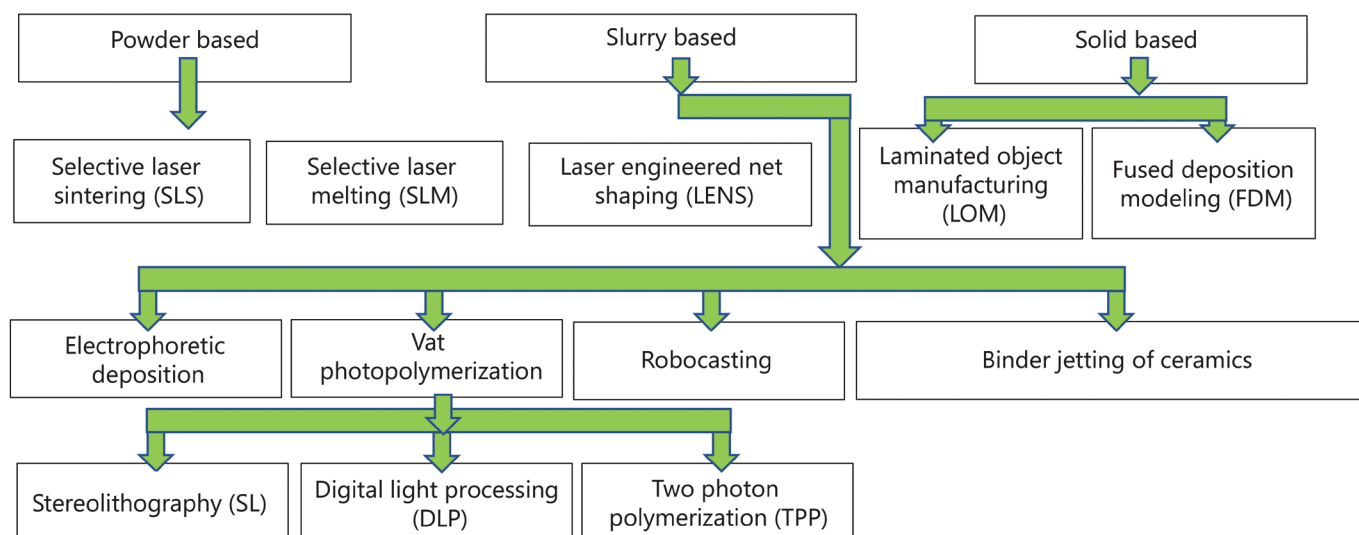 Powder based
Slurry based
Solid based
Selective laser
sintering (SLS)
Selective laser
melting (SLM)
Laser engineered net
shaping (LENS)
Laminated object
manufacturing
(LOM)
Fused deposition
modeling (FDM)
Electrophoretic
deposition
Vat
photopolymerization
Robocasting
Binder jetting of ceramics
Stereolithography (SL)
Digital light processing
(DLP)
Two photon
polymerization (TPP)